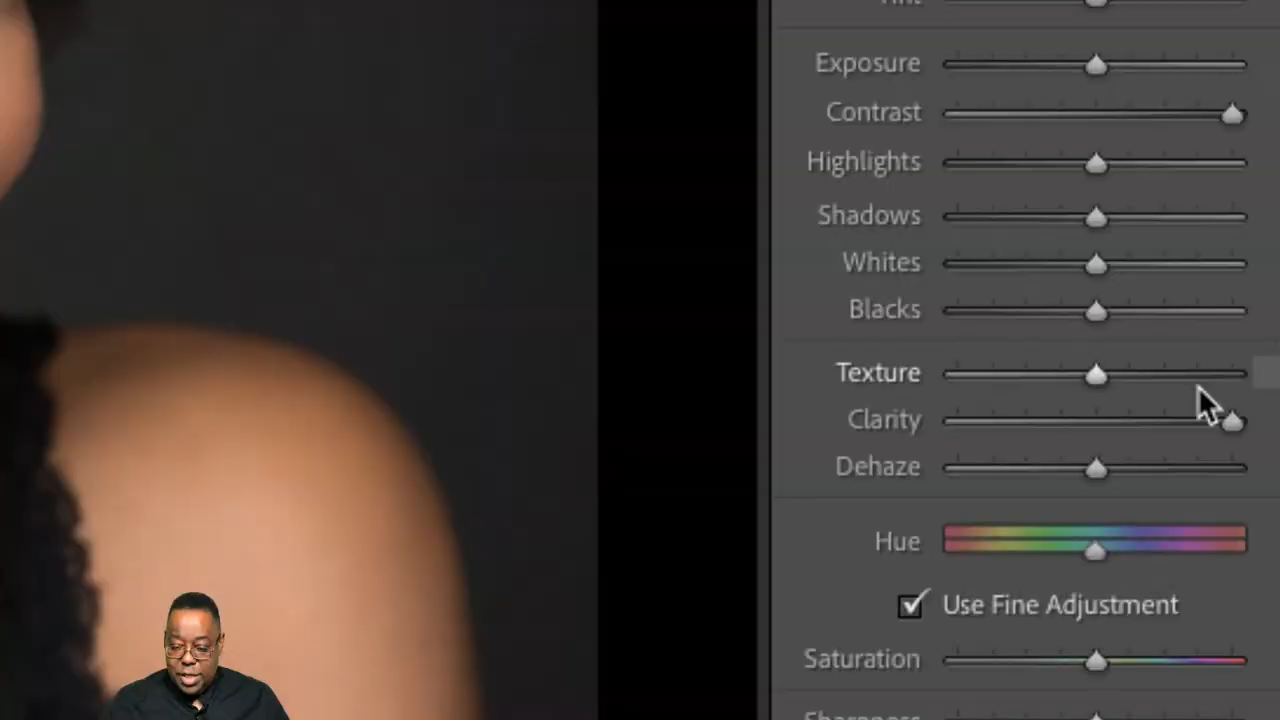 Exposure
Contrast
Highlights
Shadows
Whites
Blacks
Texture
Clarity
Dehaze
Hue
Use Fine Adjustment
Saturation